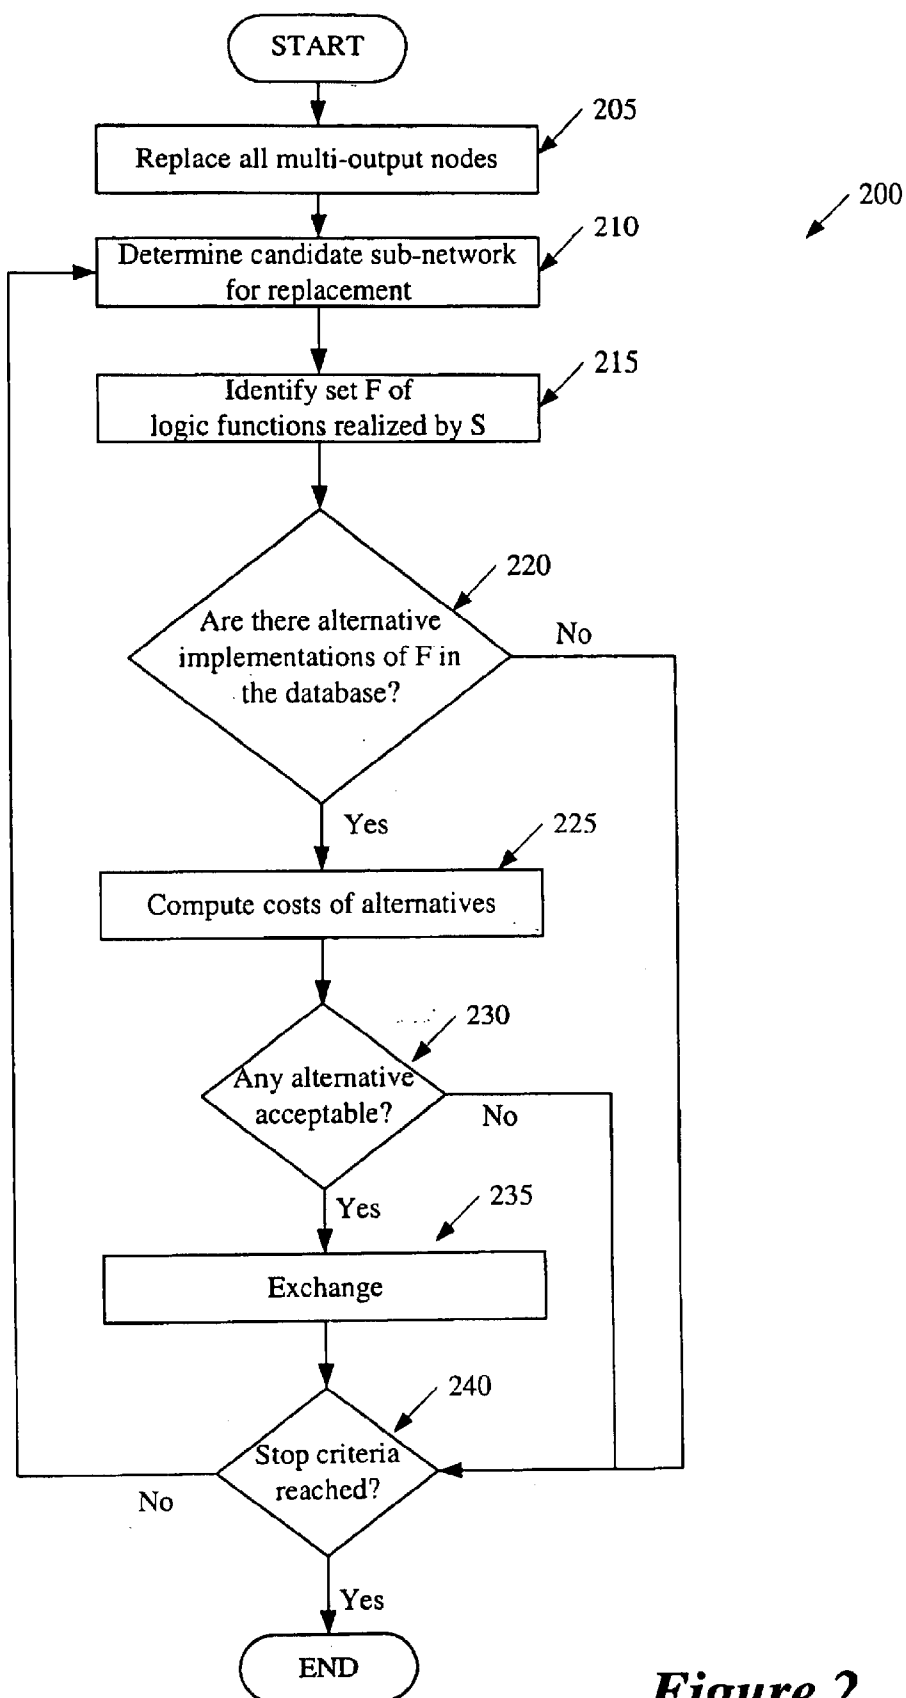 START
205
Replace all multi-output nodes
200
210
Determine candidate sub-network
for replacement
215
Identify set F of
logic functions realized by S
220
Are there alternative
implementations of F in
the database?
No
Yes
225
Compute costs of alternatives
230
Any alternative
acceptable?
No
Yes
235
Exchange
240
Stop criteria
reached?
No
Yes
END
Figure 2